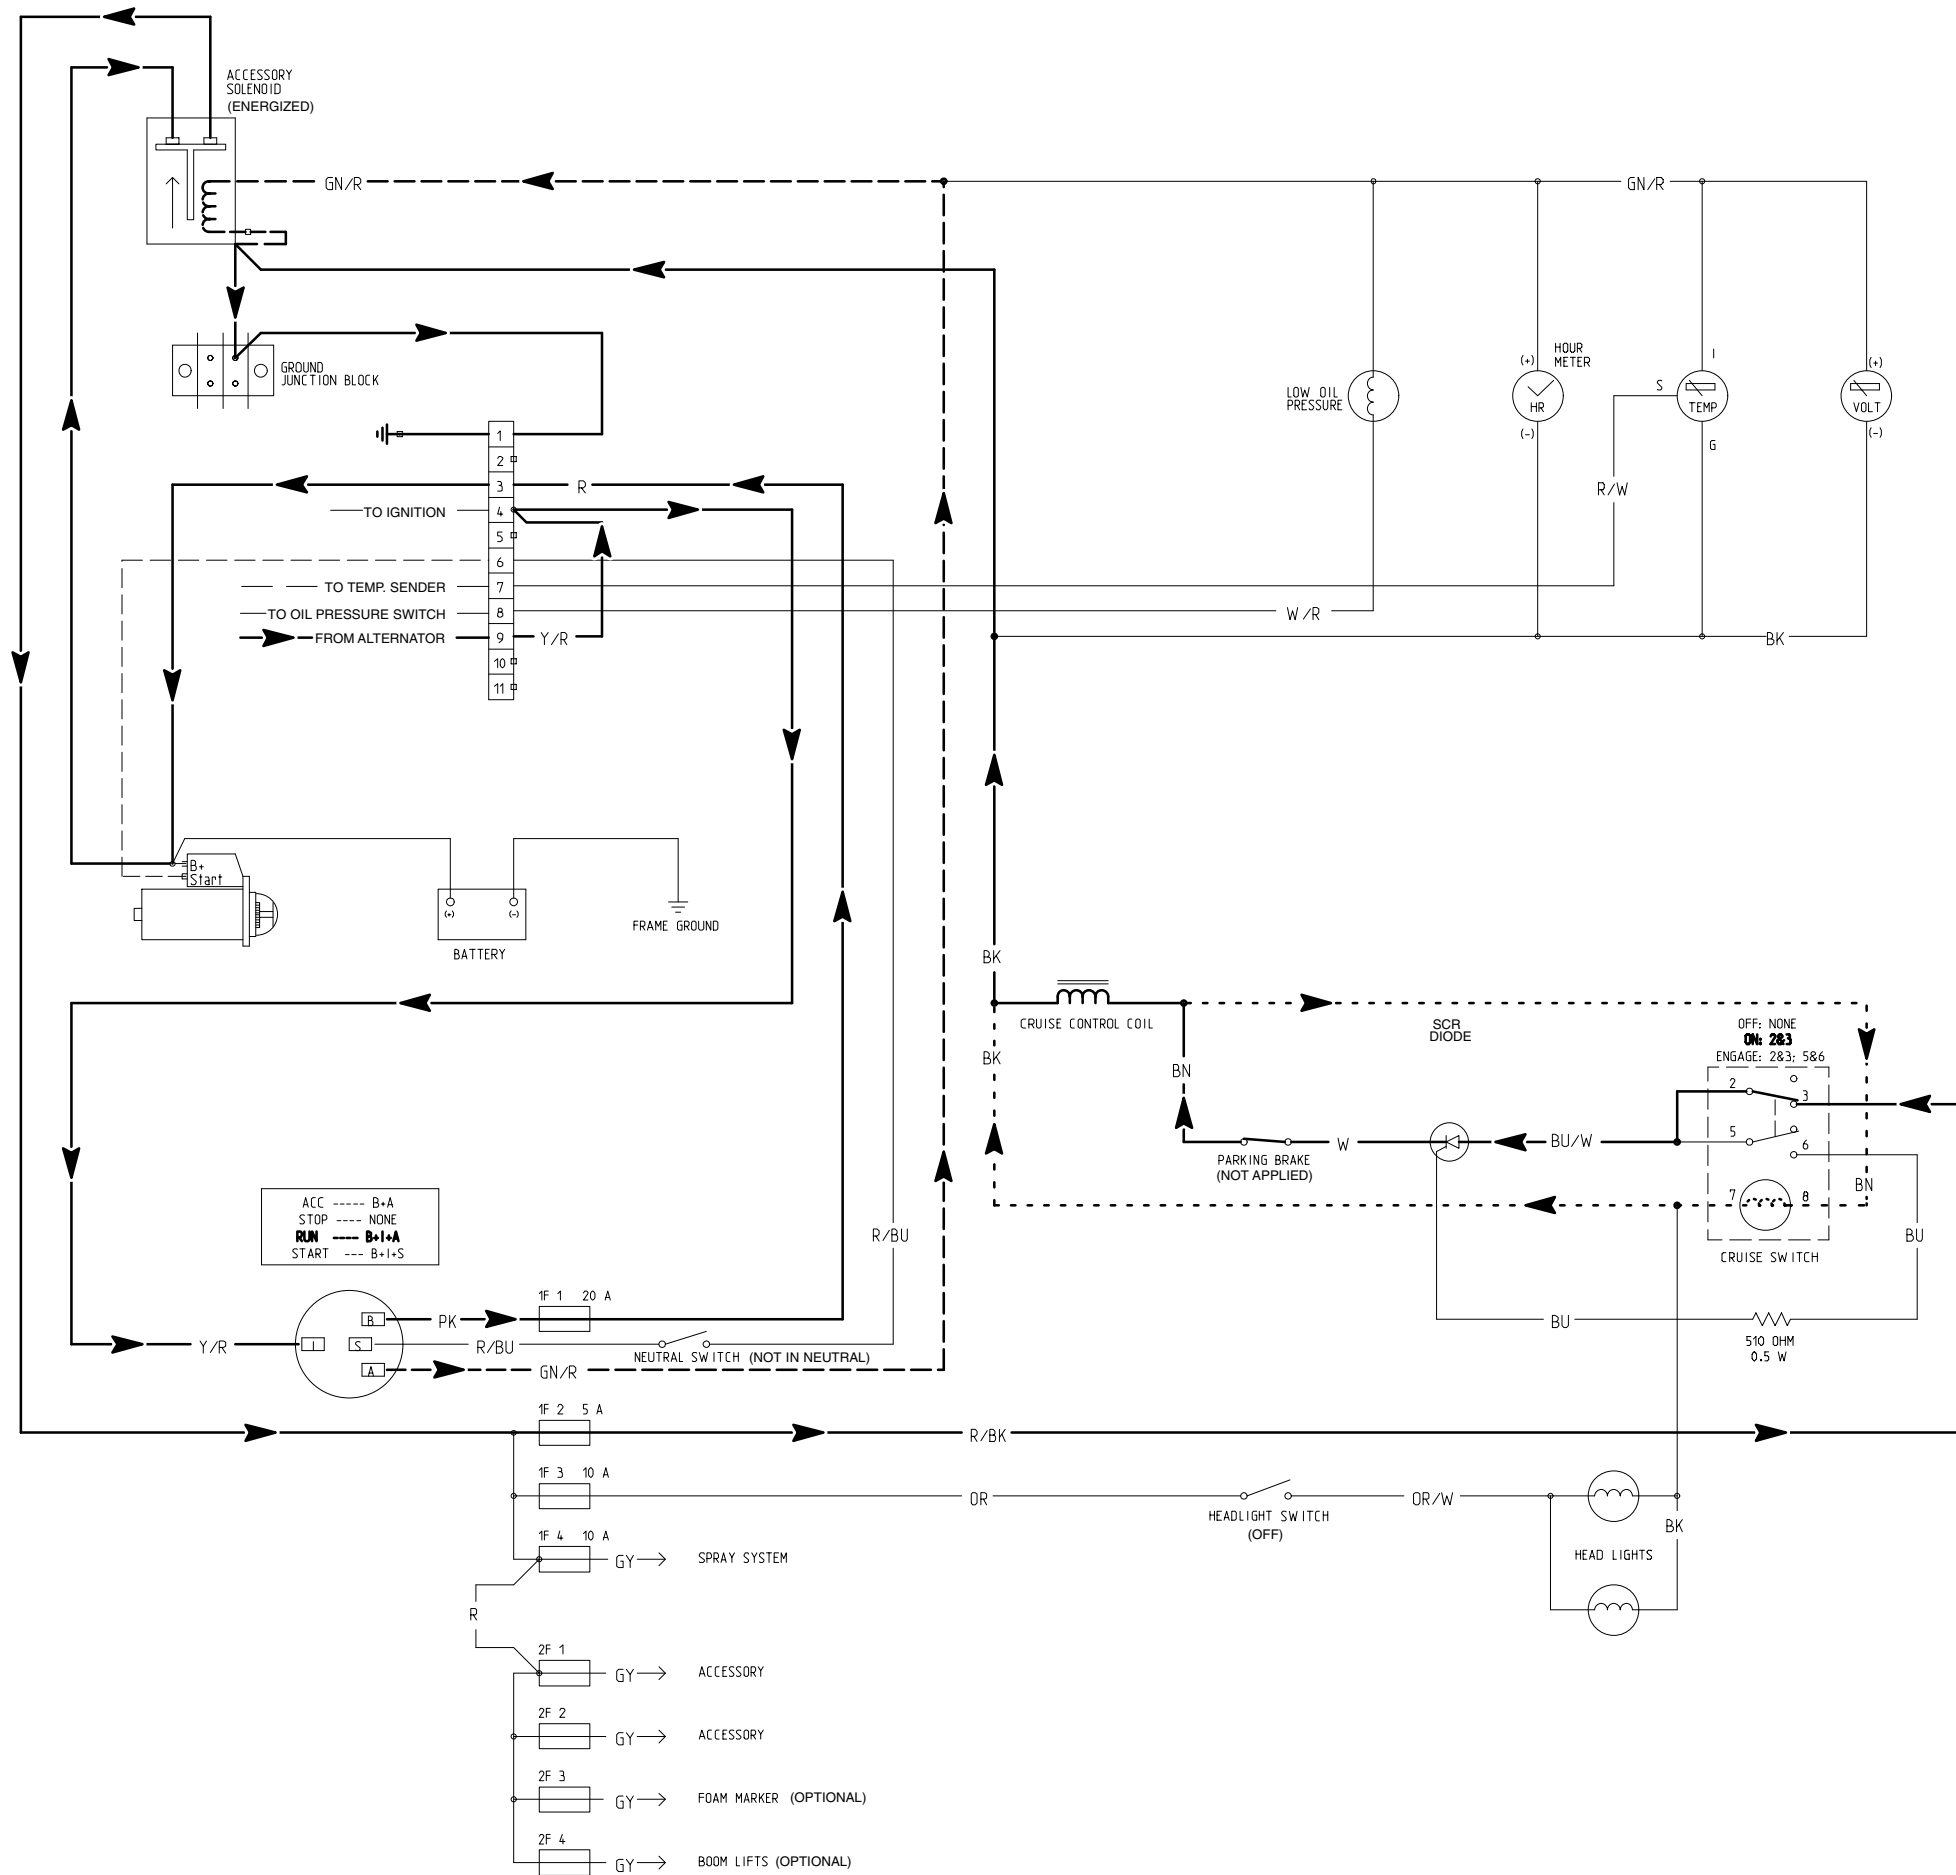 ACCESSORY
SOLENOID
(ENERGIZED)
GN/R
GN/R
GROUND
JUNCTION BLOCK
LOW OIL
PRESSURE
(+)
HOUR
METER
HR
(-)
I
S
TEMP
G
(+)
VOLT
(-)
R/W
1
2
3
R
TO IGNITION
4
5
6
TO TEMP. SENDER
7
TO OIL PRESSURE SWITCH
8
W/R
FROM ALTERNATOR
9
Y/R
BK
10
11
B+
Start
(+)
(-)
BATTERY
FRAME GROUND
BK
CRUISE CONTROL COIL
SCR
DIODE
OFF: NONE
ON: 2&3
ENGAGE: 2&3; 5&6
BK
BN
2
3
5
6
W
BU/W
PARKING BRAKE
(NOT APPLIED)
7
8
BN
BU
CRUISE SWITCH
ACC ----- B+A
STOP ---- NONE
RUN ---- B+I+A
START --- B+I+S
R/BU
1F 1 20 A
B
PK
BU
510 OHM
0.5 W
Y/R
I
S
R/BU
NEUTRAL SWITCH (NOT IN NEUTRAL)
A
GN/R
1F 2 5 A
R/BK
1F 3 10 A
OR
HEADLIGHT SWITCH
(OFF)
OR/W
BK
HEAD LIGHTS
1F 4 10 A
GY
SPRAY SYSTEM
R
2F 1
GY
ACCESSORY
2F 2
GY
ACCESSORY
2F 3
GY
FOAM MARKER (OPTIONAL)
2F 4
GY
BOOM LIFTS (OPTIONAL)